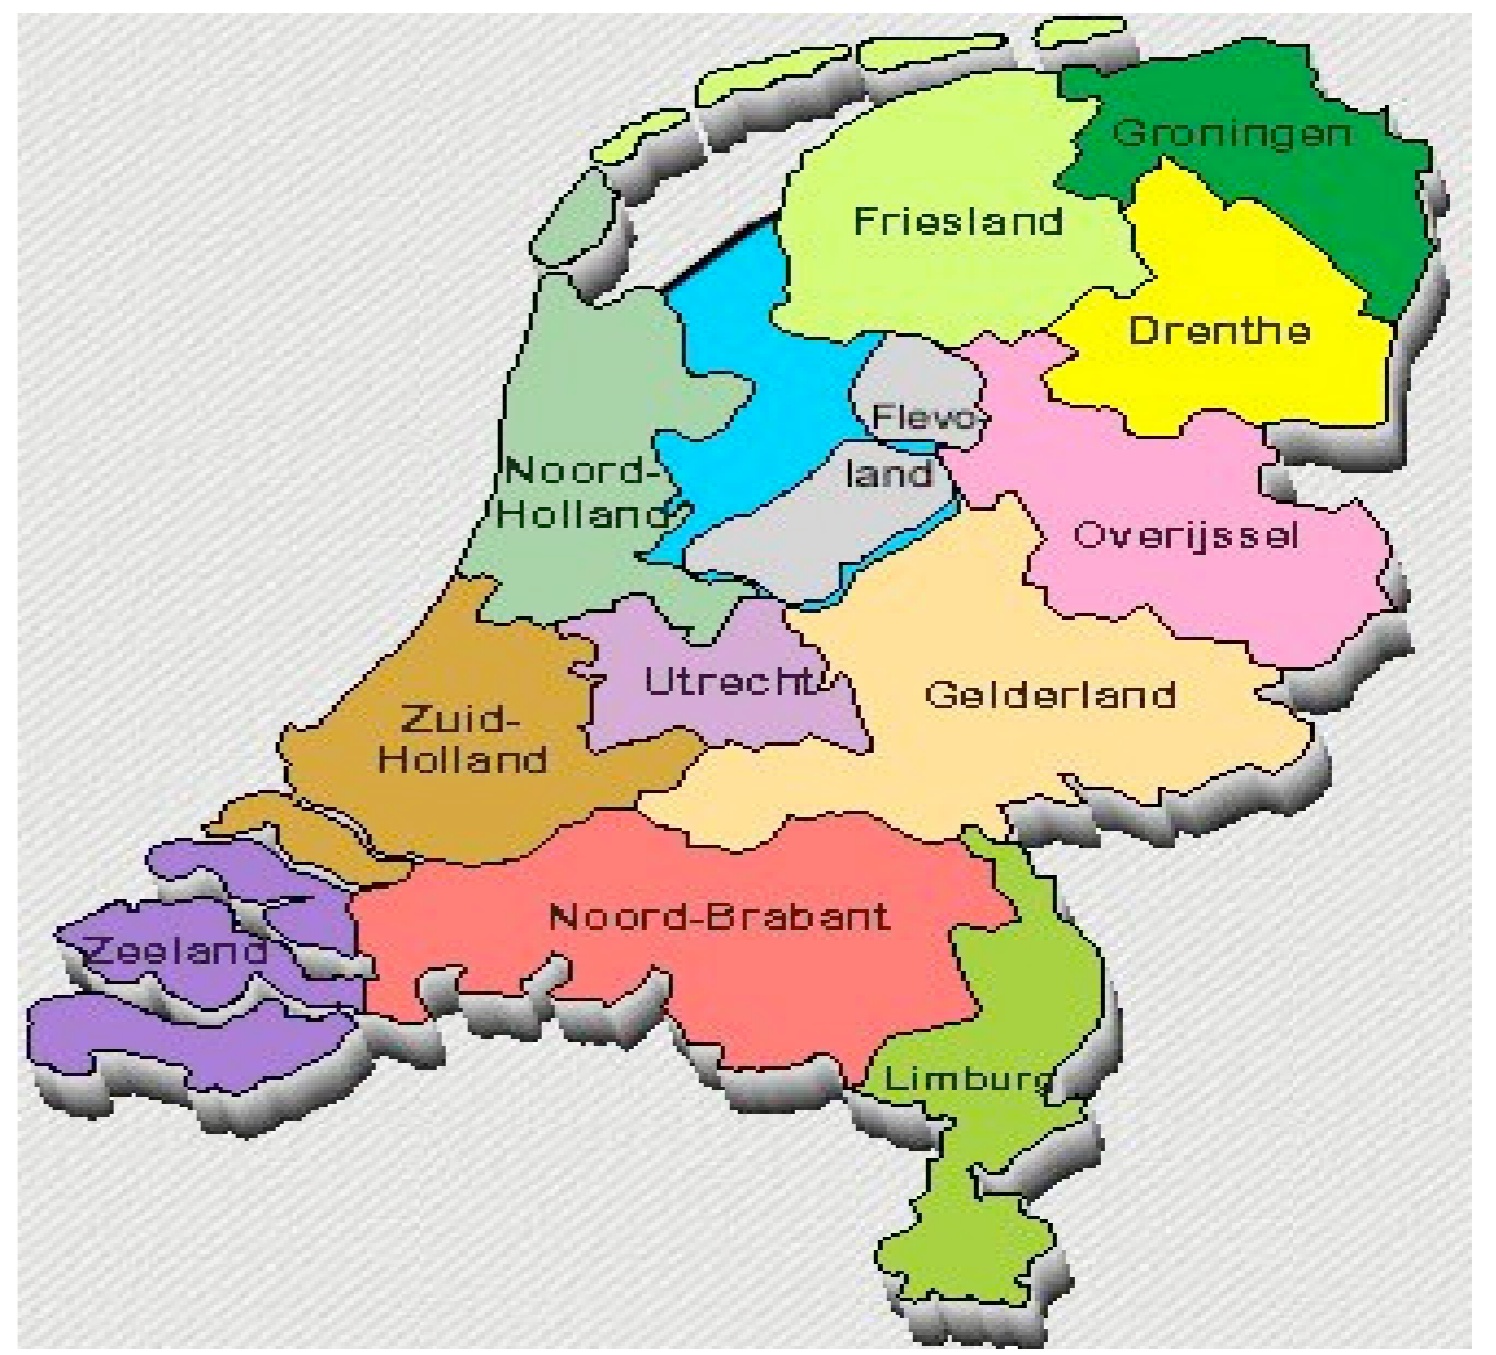 Groningen
Friesland
Drenthe
Flevo-
land
Noord-
Holland
Overijssel
Utrecht
Gelderland
Zuid-
Holland
Noord-Brabant
Zeeland
Limburg